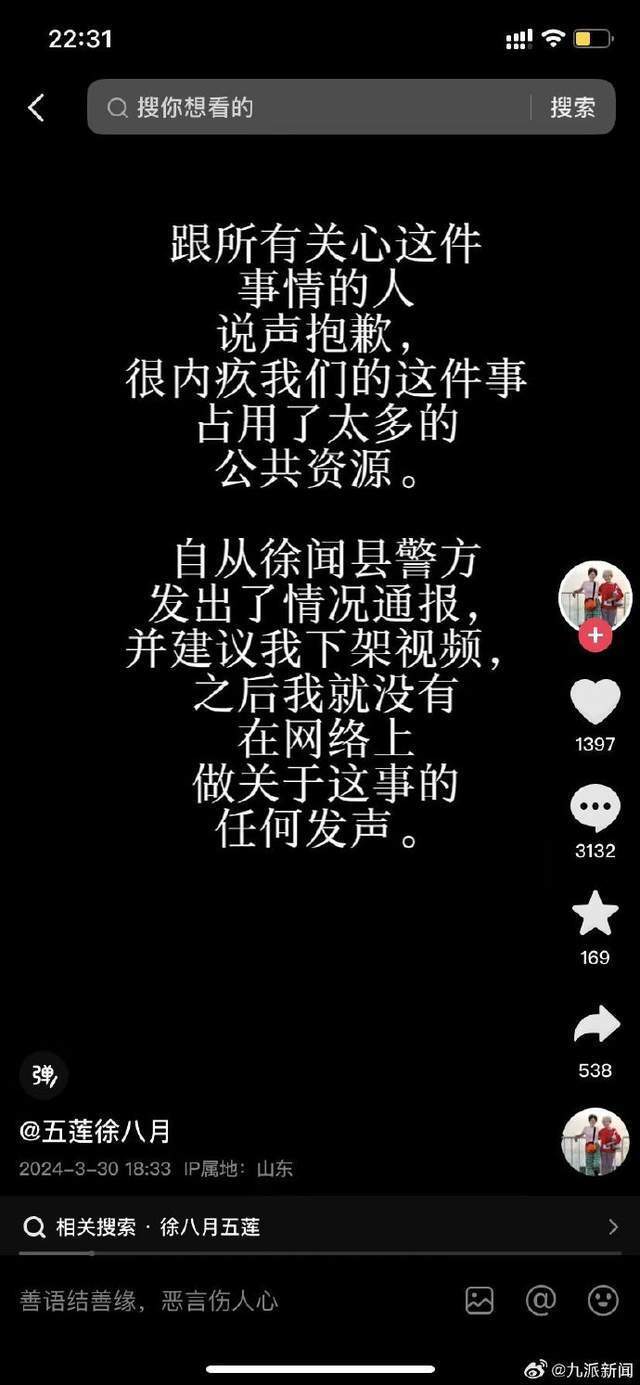 22:31
搜你想看的
搜索
跟所有关心这件
事情的人
说声抱歉，
很内疚我们的这件事
占用了太多的
公共资源。
自从徐闻县警方
发出了情况通报，
并建议我下架视频，
之后我就没有
在网络上
做关于这事的
任何发声。
1397
3132
169
538
弹
@五莲徐八月
2024-3-30 18:33 IP属地：山东
相关搜索 · 徐八月五莲
善语结善缘，恶言伤人心
@九派新闻